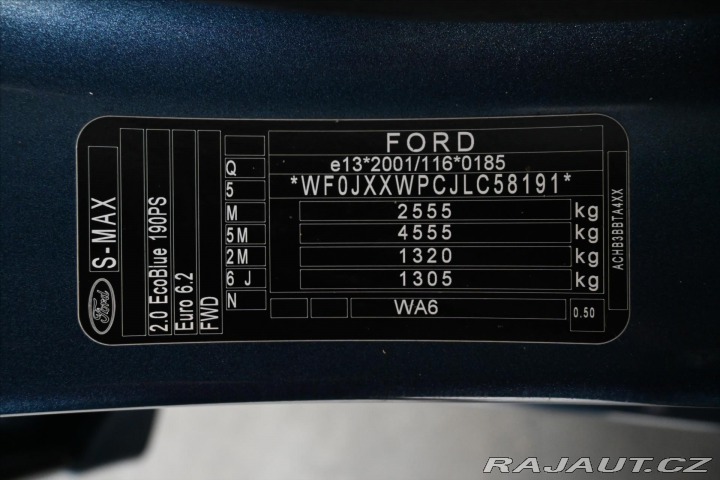 FORD
e13*2001/116*0185
*WF0JXXWPCJLC58191*
2555 kg
4555 kg
1320 kg
1305 kg
WA6
0.50
Q
5
M
5M
2M
6 J
N
S-MAX
Ford
2.0 EcoBlue 190PS
Euro 6.2
FWD
ACHB3BBTA4XX
RAJAUT.CZ